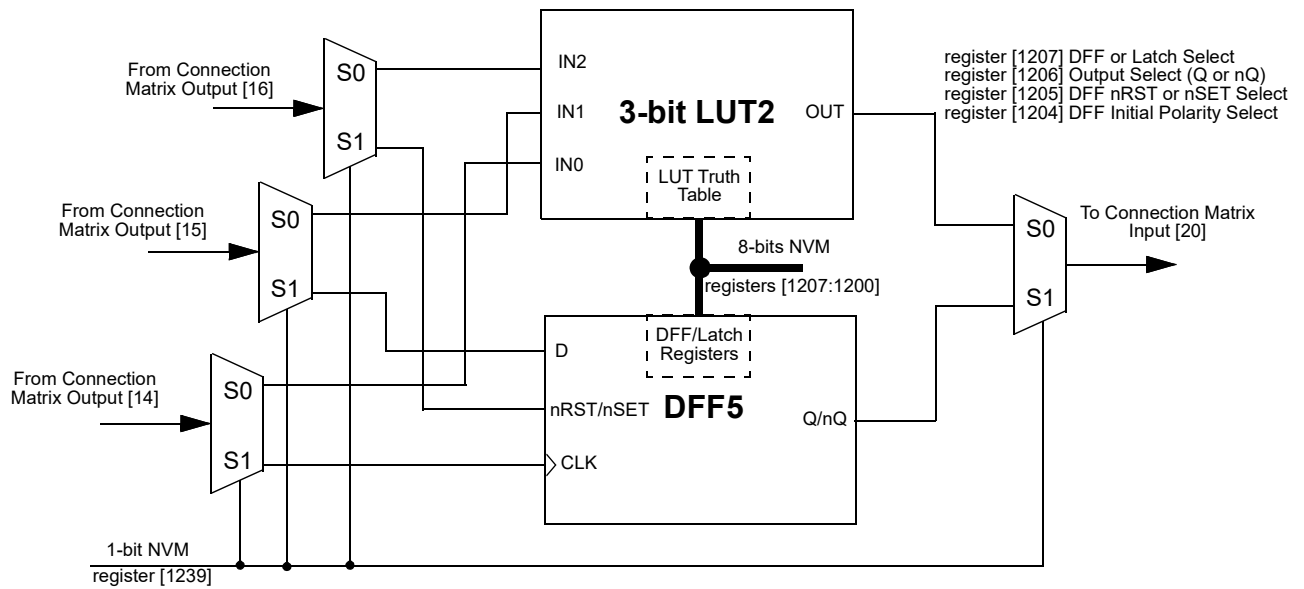 From Connection
Matrix Output [16]
S0
S1
From Connection
Matrix Output [15]
S0
S1
From Connection
Matrix Output [14]
S0
S1
1-bit NVM
register [1239]
IN2
IN1
IN0
3-bit LUT2
OUT
LUT Truth
Table
8-bits NVM
registers [1207:1200]
DFF/Latch
Registers
D
nRST/nSET
CLK
DFF5
Q/nQ
register [1207] DFF or Latch Select
register [1206] Output Select (Q or nQ)
register [1205] DFF nRST or nSET Select
register [1204] DFF Initial Polarity Select
S0
S1
To Connection Matrix
Input [20]